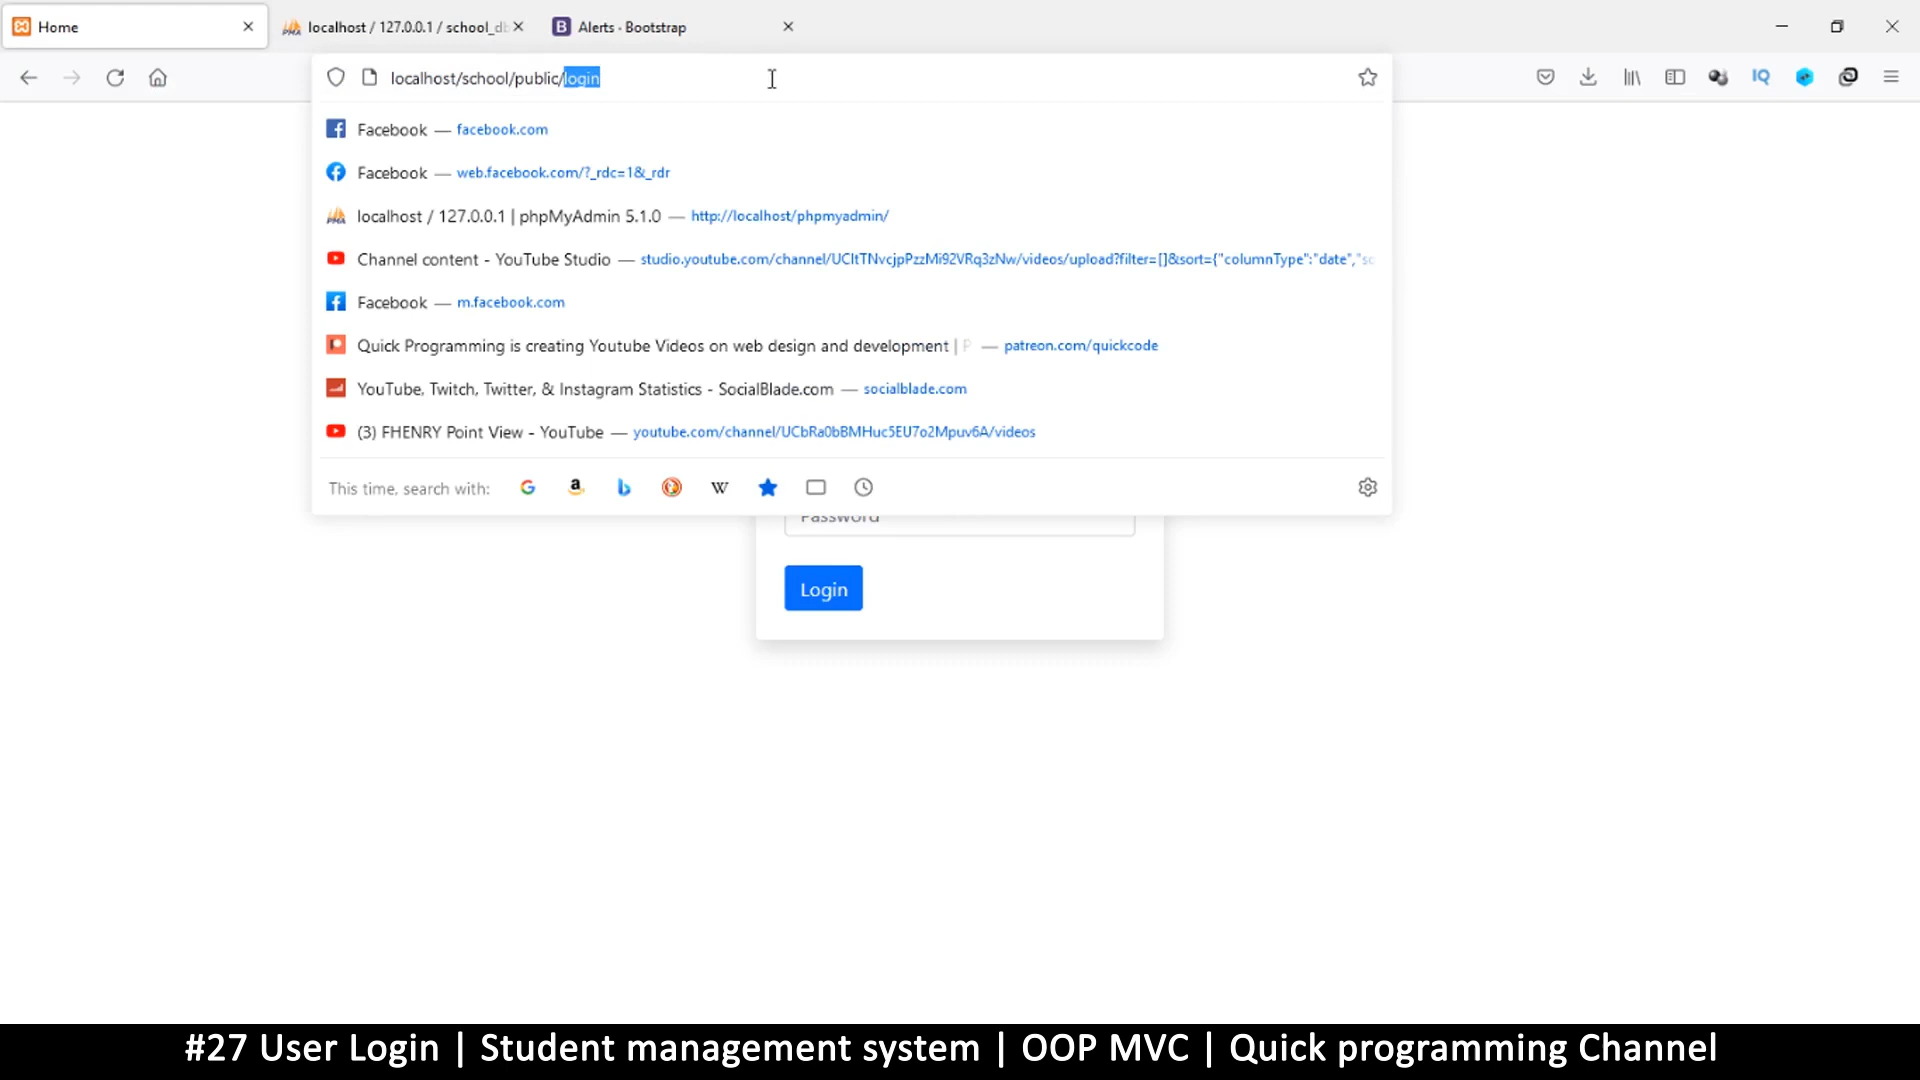 Home
localhost / 127.0.0.1 / school_db
B Alerts · Bootstrap
localhost/school/public/login
IQ
Facebook — facebook.com
Facebook — web.facebook.com/?_rdc=1&_rdr
localhost / 127.0.0.1 | phpMyAdmin 5.1.0 — http://localhost/phpmyadmin/
Channel content - YouTube Studio — studio.youtube.com/channel/UCItTNvcjpPzzMi92VRq3zNw/videos/upload?filter=[]&sort={"columnType":"date","sc
Facebook — m.facebook.com
Quick Programming is creating Youtube Videos on web design and development | P — patreon.com/quickcode
YouTube, Twitch, Twitter, & Instagram Statistics - SocialBlade.com — socialblade.com
(3) FHENRY Point View - YouTube — youtube.com/channel/UCbRa0bBMHuc5EU7o2Mpuv6A/videos
This time, search with:
Password
Login
#27 User Login | Student management system | OOP MVC | Quick programming Channel